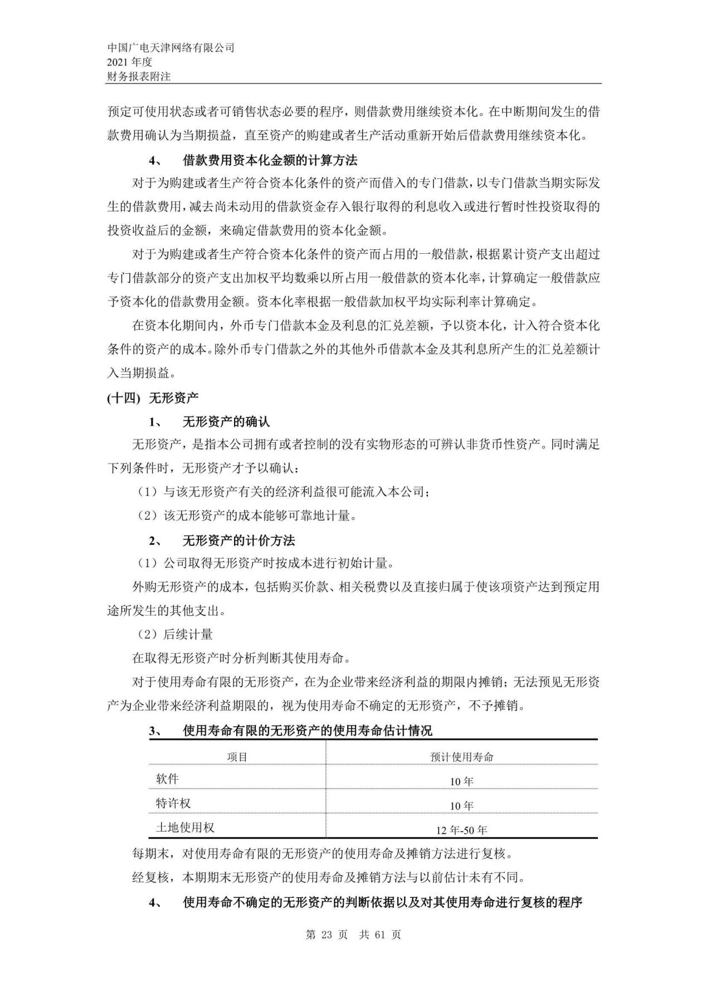 中国广电天津网络有限公司
2021 年度
财务报表附注
预定可使用状态或者可销售状态必要的程序，则借款费用继续资本化。在中断期间发生的借
款费用确认为当期损益，直至资产的购建或者生产活动重新开始后借款费用继续资本化。
4、 借款费用资本化金额的计算方法
对于为购建或者生产符合资本化条件的资产而借入的专门借款，以专门借款当期实际发
生的借款费用，减去尚未动用的借款资金存入银行取得的利息收入或进行暂时性投资取得的
投资收益后的金额，来确定借款费用的资本化金额。
对于为购建或者生产符合资本化条件的资产而占用的一般借款，根据累计资产支出超过
专门借款部分的资产支出加权平均数乘以所占用一般借款的资本化率，计算确定一般借款应
予资本化的借款费用金额。资本化率根据一般借款加权平均实际利率计算确定。
在资本化期间内，外币专门借款本金及利息的汇兑差额，予以资本化，计入符合资本化
条件的资产的成本。除外币专门借款之外的其他外币借款本金及其利息所产生的汇兑差额计
入当期损益。
(十四) 无形资产
1、 无形资产的确认
无形资产，是指本公司拥有或者控制的没有实物形态的可辨认非货币性资产。同时满足
下列条件时，无形资产才予以确认：
（1）与该无形资产有关的经济利益很可能流入本公司；
（2）该无形资产的成本能够可靠地计量。
2、 无形资产的计价方法
（1）公司取得无形资产时按成本进行初始计量。
外购无形资产的成本，包括购买价款、相关税费以及直接归属于使该项资产达到预定用
途所发生的其他支出。
（2）后续计量
在取得无形资产时分析判断其使用寿命。
对于使用寿命有限的无形资产，在为企业带来经济利益的期限内摊销；无法预见无形资
产为企业带来经济利益期限的，视为使用寿命不确定的无形资产，不予摊销。
3、 使用寿命有限的无形资产的使用寿命估计情况
项目 预计使用寿命
软件 10 年
特许权 10 年
土地使用权 12 年-50 年
每期末，对使用寿命有限的无形资产的使用寿命及摊销方法进行复核。
经复核，本期期末无形资产的使用寿命及摊销方法与以前估计未有不同。
4、 使用寿命不确定的无形资产的判断依据以及对其使用寿命进行复核的程序
第 23 页 共 61 页